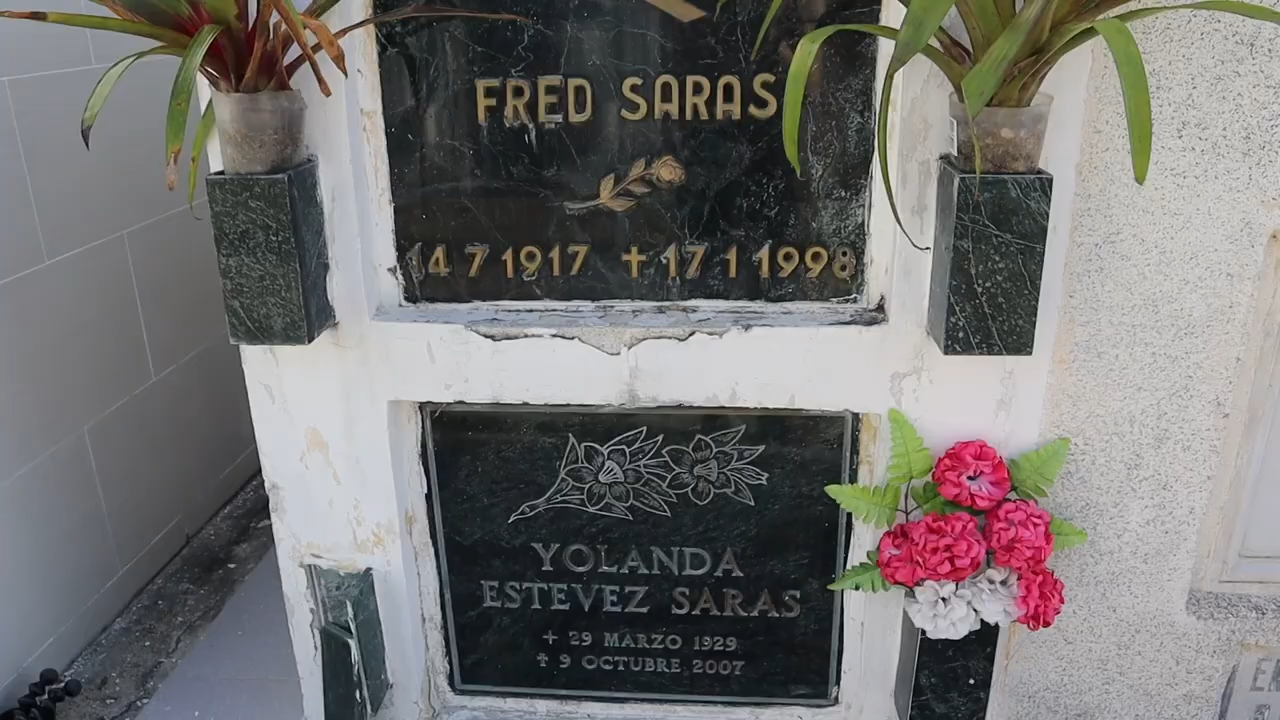 FRED SARAS
14 7 1917 ✝ 17 1 1998
YOLANDA
ESTEVEZ SARAS
+ 29 MARZO 1929
✝ 9 OCTUBRE 2007